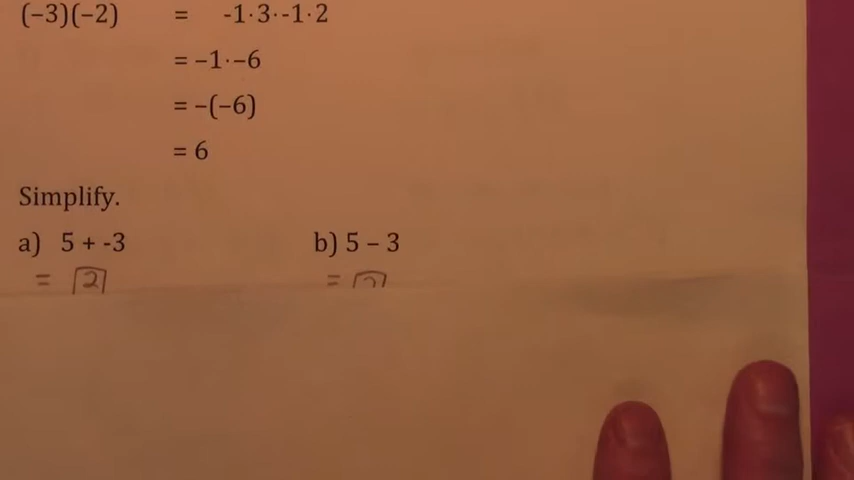 (−3)(−2) = -1·3·-1·2
= −1·−6
= −(−6)
= 6
Simplify.
a) 5 + -3 b) 5 − 3
= 2 =